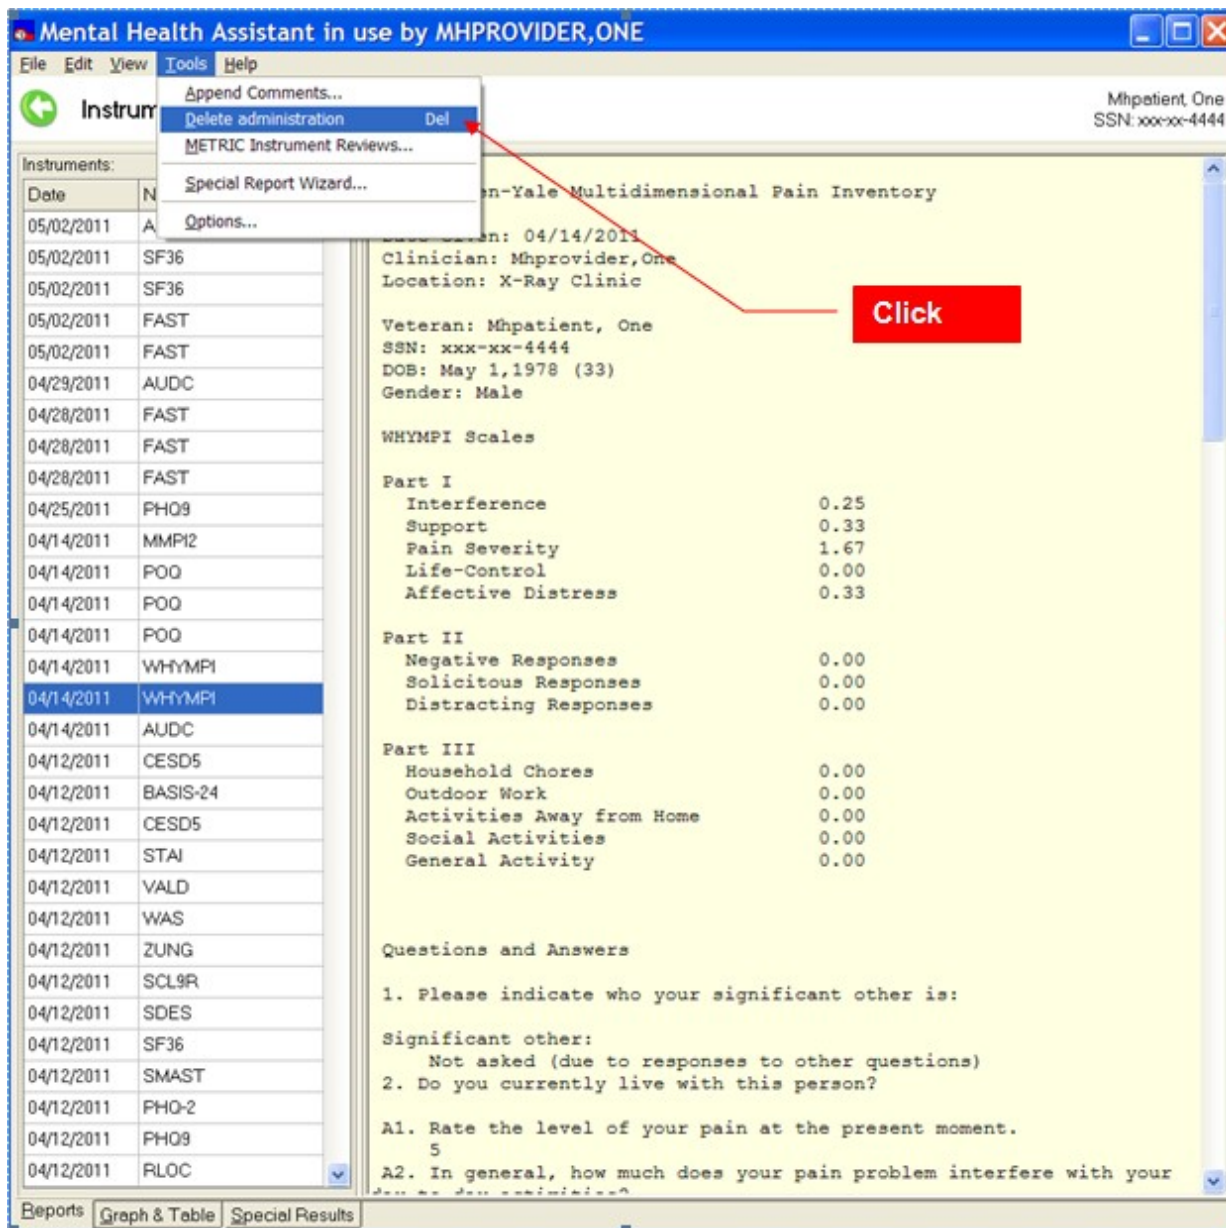 Mental Health Assistant in use by MHPROVIDER,ONE
File Edit View Tools Help
Append Comments...
Delete administration Del
METRIC Instrument Reviews...
Special Report Wizard...
Options...
Mhpatient, One
SSN: xxx-xx-4444
Instruments:
Date
05/02/2011
05/02/2011 SF36
05/02/2011 SF36
05/02/2011 FAST
05/02/2011 FAST
04/29/2011 AUDC
04/28/2011 FAST
04/28/2011 FAST
04/28/2011 FAST
04/25/2011 PHQ9
04/14/2011 MMPI2
04/14/2011 POQ
04/14/2011 POQ
04/14/2011 POQ
04/14/2011 WHYMPI
04/14/2011 WHYMPI
04/14/2011 AUDC
04/12/2011 CESD5
04/12/2011 BASIS-24
04/12/2011 CESD5
04/12/2011 STAI
04/12/2011 VALD
04/12/2011 WAS
04/12/2011 ZUNG
04/12/2011 SCL9R
04/12/2011 SDES
04/12/2011 SF36
04/12/2011 SMAST
04/12/2011 PHQ-2
04/12/2011 PHQ9
04/12/2011 RLOC
en-Yale Multidimensional Pain Inventory
04/14/2011
Clinician: Mhprovider,One
Location: X-Ray Clinic
Click
Veteran: Mhpatient, One
SSN: xxx-xx-4444
DOB: May 1,1978 (33)
Gender: Male
WHYMPI Scales
Part I
Interference 0.25
Support 0.33
Pain Severity 1.67
Life-Control 0.00
Affective Distress 0.33
Part II
Negative Responses 0.00
Solicitous Responses 0.00
Distracting Responses 0.00
Part III
Household Chores 0.00
Outdoor Work 0.00
Activities Away from Home 0.00
Social Activities 0.00
General Activity 0.00
Questions and Answers
1. Please indicate who your significant other is:
Significant other:
Not asked (due to responses to other questions)
2. Do you currently live with this person?
A1. Rate the level of your pain at the present moment.
5
A2. In general, how much does your pain problem interfere with your
Reports Graph & Table Special Results